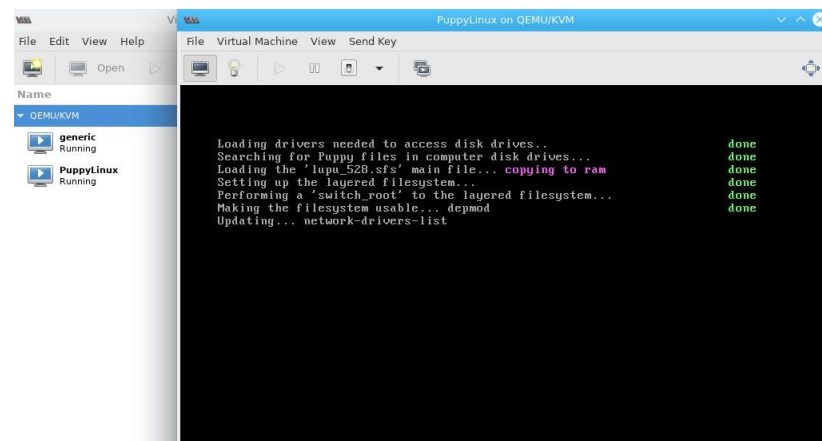 Vi
File Edit View Help
Open
Name
QEMU/KVM
generic
Running
PuppyLinux
Running
PuppyLinux on QEMU/KVM
File Virtual Machine View Send Key
Loading drivers needed to access disk drives.. done
Searching for Puppy files in computer disk drives... done
Loading the 'lupu_528.sfs' main file... copying to ram done
Setting up the layered filesystem... done
Performing a 'switch_root' to the layered filesystem... done
Making the filesystem usable... depmod done
Updating... network-drivers-list